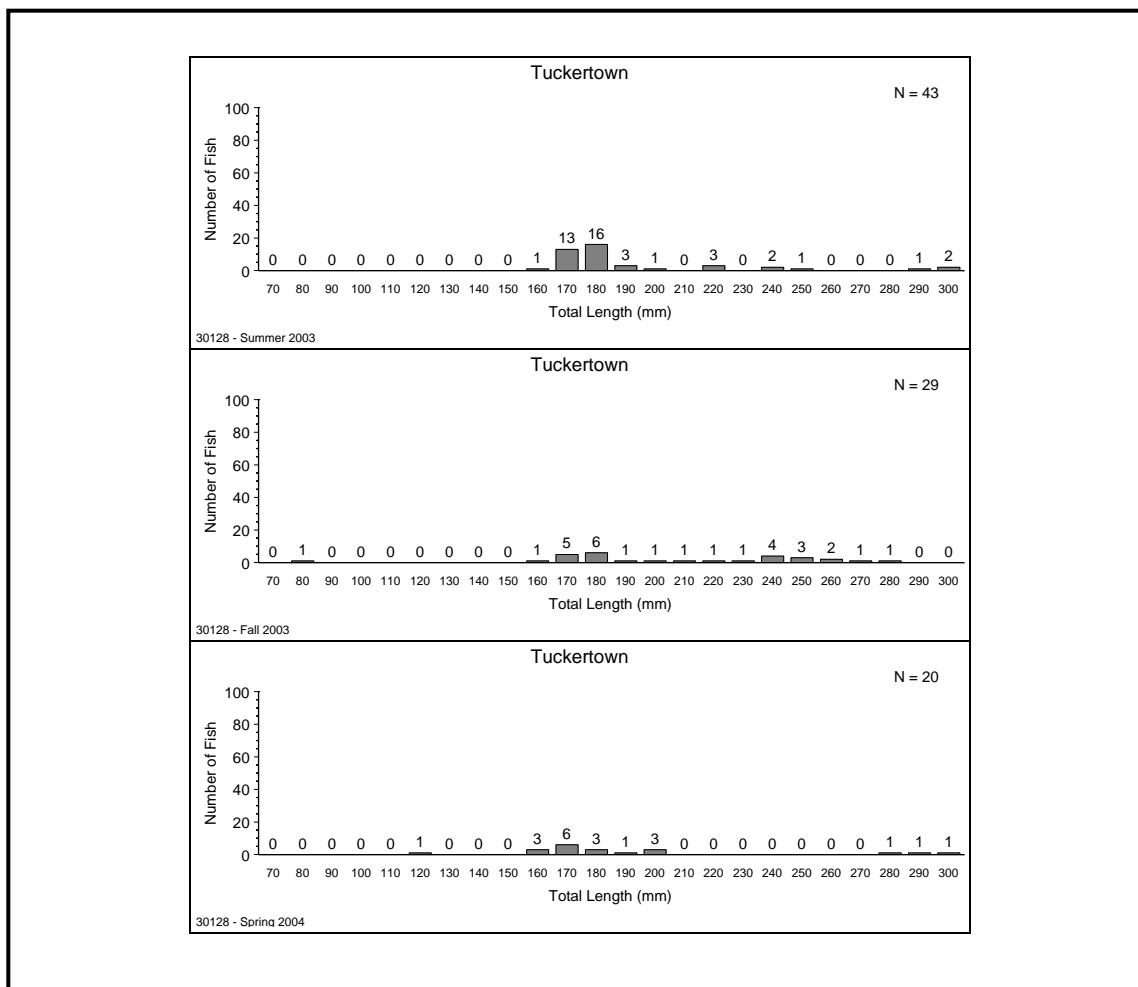 Tuckertown
N = 43
100
80
60
40
20
0
Number of Fish
0 0 0 0 0 0 0 0 0 1 13 16 3 1 0 3 0 2 1 0 0 0 1 2
70 80 90 100 110 120 130 140 150 160 170 180 190 200 210 220 230 240 250 260 270 280 290 300
Total Length (mm)
30128 - Summer 2003
Tuckertown
N = 29
100
80
60
40
20
0
Number of Fish
0 1 0 0 0 0 0 0 0 1 5 6 1 1 1 1 1 4 3 2 1 1 0 0
70 80 90 100 110 120 130 140 150 160 170 180 190 200 210 220 230 240 250 260 270 280 290 300
Total Length (mm)
30128 - Fall 2003
Tuckertown
N = 20
100
80
60
40
20
0
Number of Fish
0 0 0 0 0 1 0 0 0 3 6 3 1 3 0 0 0 0 0 0 0 1 1 1
70 80 90 100 110 120 130 140 150 160 170 180 190 200 210 220 230 240 250 260 270 280 290 300
Total Length (mm)
30128 - Spring 2004